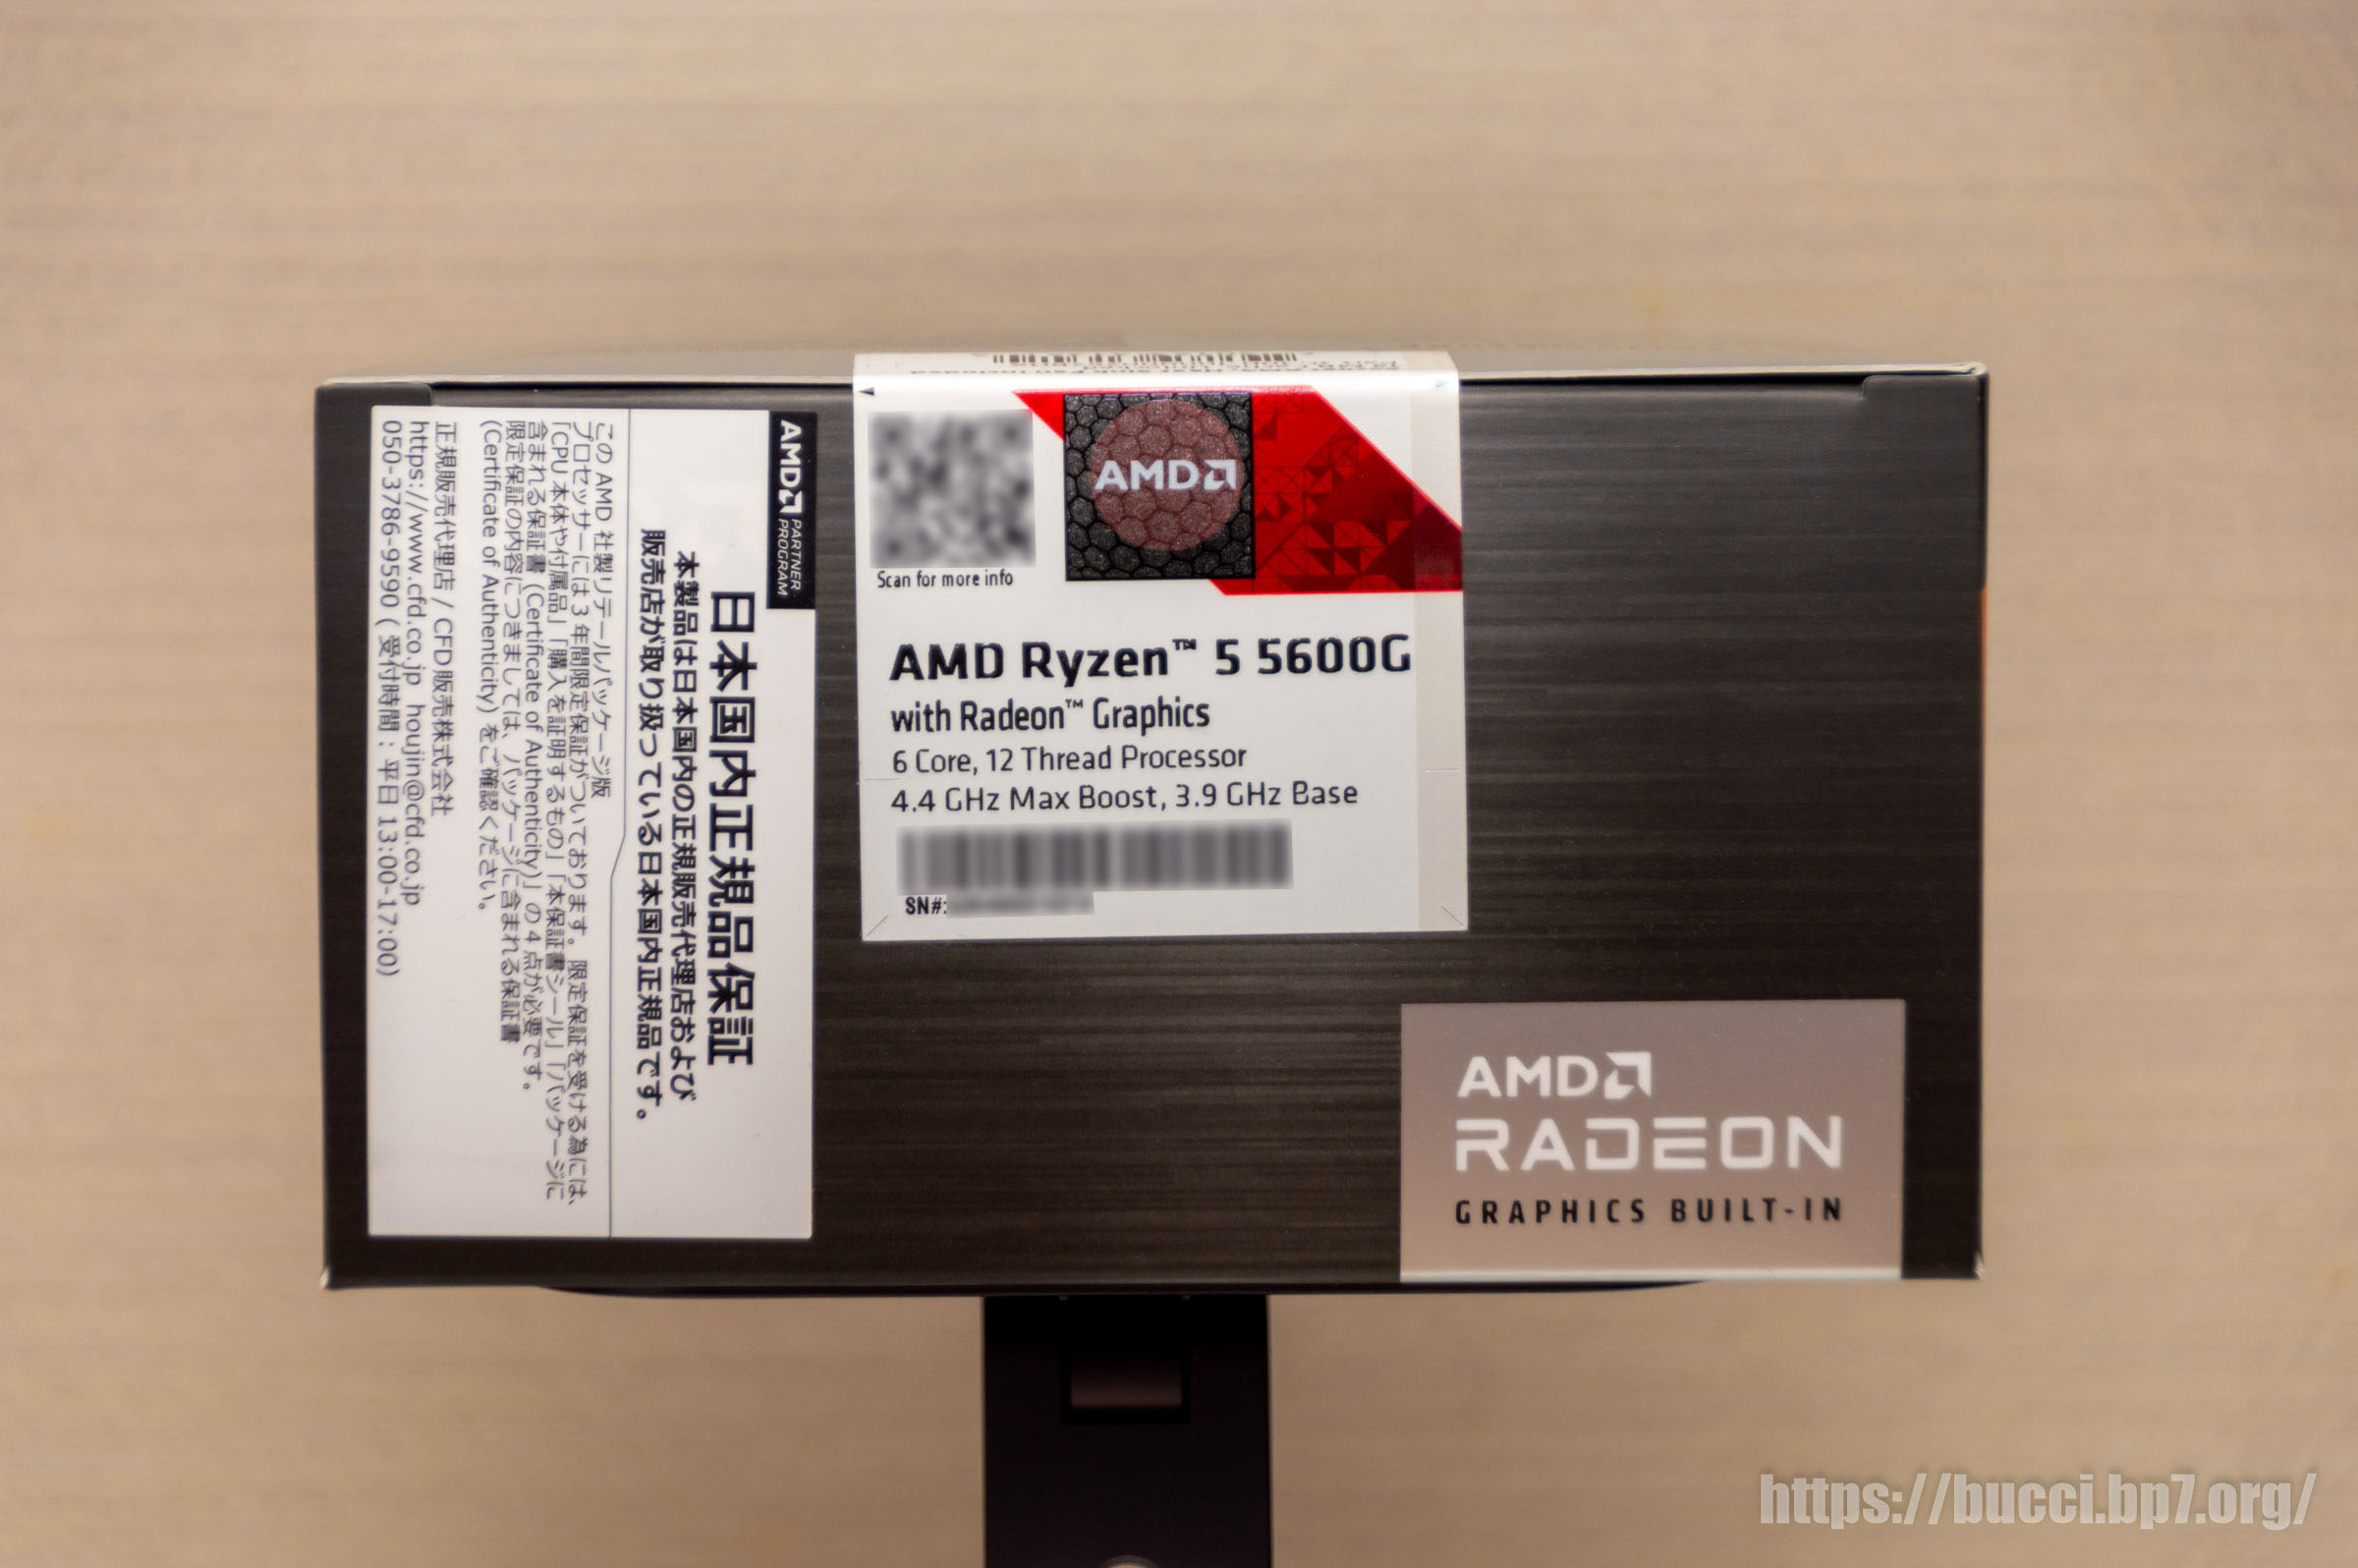 AMD
PARTNER
PROGRAM
日本国内正規品保証
本製品は日本国内の正規販売代理店および
販売店が取り扱っている日本国内正規品です。
この AMD 社製リテールパッケージ版
プロセッサーには 3 年間限定保証がついております。限定保証を受ける為には、
「CPU 本体や付属品」「購入を証明するもの」「本保証書シール」「パッケージに
含まれる保証書 (Certificate of Authenticity)」の 4 点が必要です。
限定保証の内容につきましては、パッケージに含まれる保証書
(Certificate of Authenticity) をご確認ください。
正規販売代理店 / CFD販売株式会社
https://www.cfd.co.jp houjin@cfd.co.jp
050-3786-9590 ( 受付時間 : 平日 13:00-17:00)
AMD
Scan for more info
AMD Ryzen™ 5 5600G
with Radeon™ Graphics
6 Core, 12 Thread Processor
4.4 GHz Max Boost, 3.9 GHz Base
SN#:
AMD
RADEON
GRAPHICS BUILT-IN
https://bucci.bp7.org/